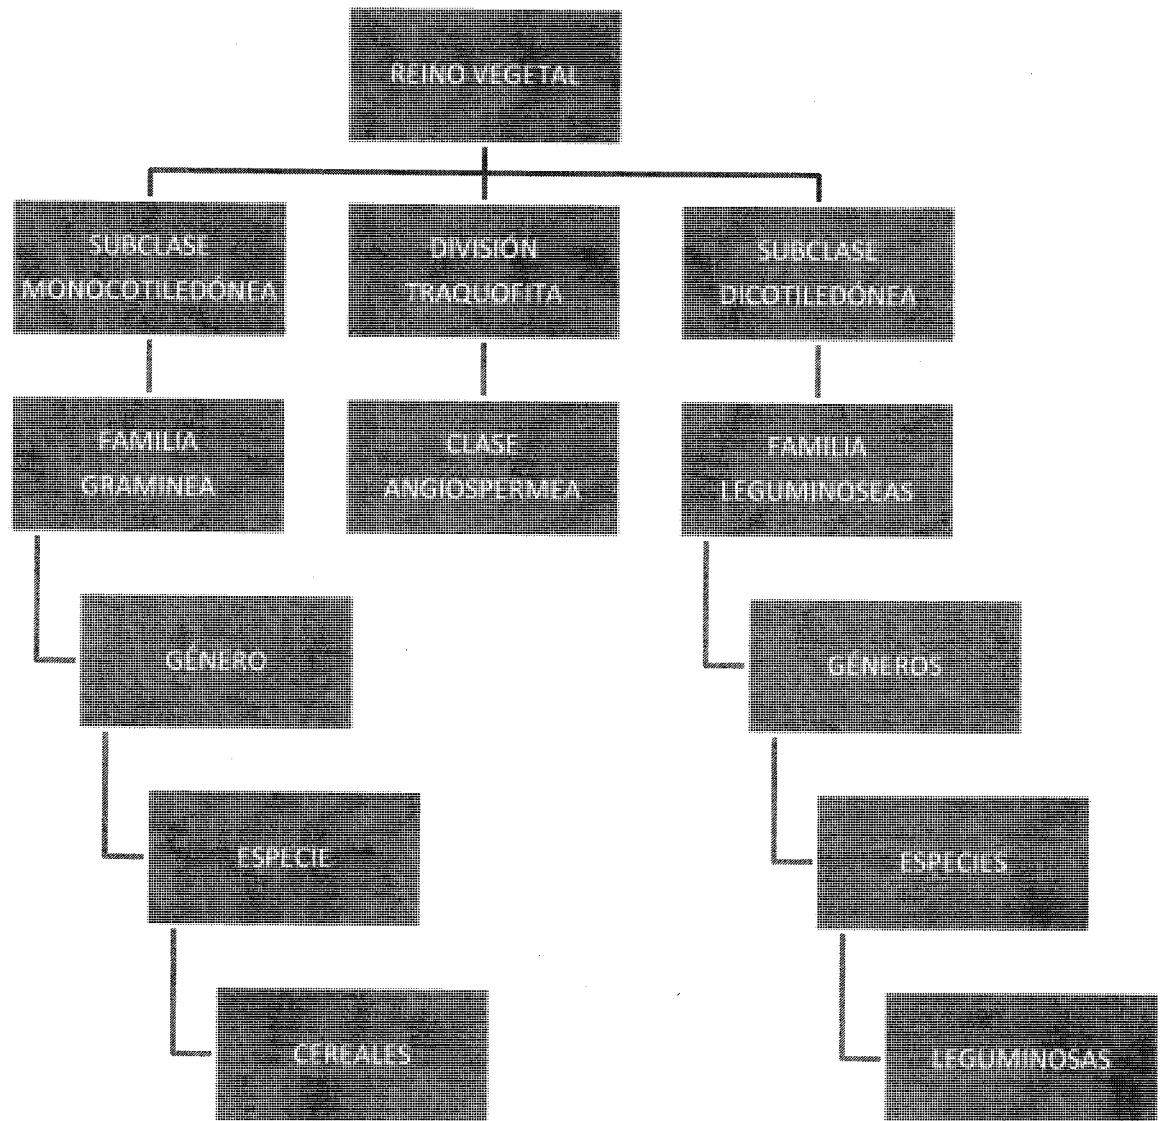 REINO VEGETAL
SUBCLASE
MONOCOTILEDÓNEA
DIVISIÓN
TRAQUOFITA
SUBCLASE
DICOTILEDÓNEA
FAMILIA
GRAMINEA
CLASE
ANGIOSPERMEA
FAMILIA
LEGUMINOSEAS
GÉNERO
GÉNEROS
ESPECIE
ESPECIES
CEREALES
LEGUMINOSAS